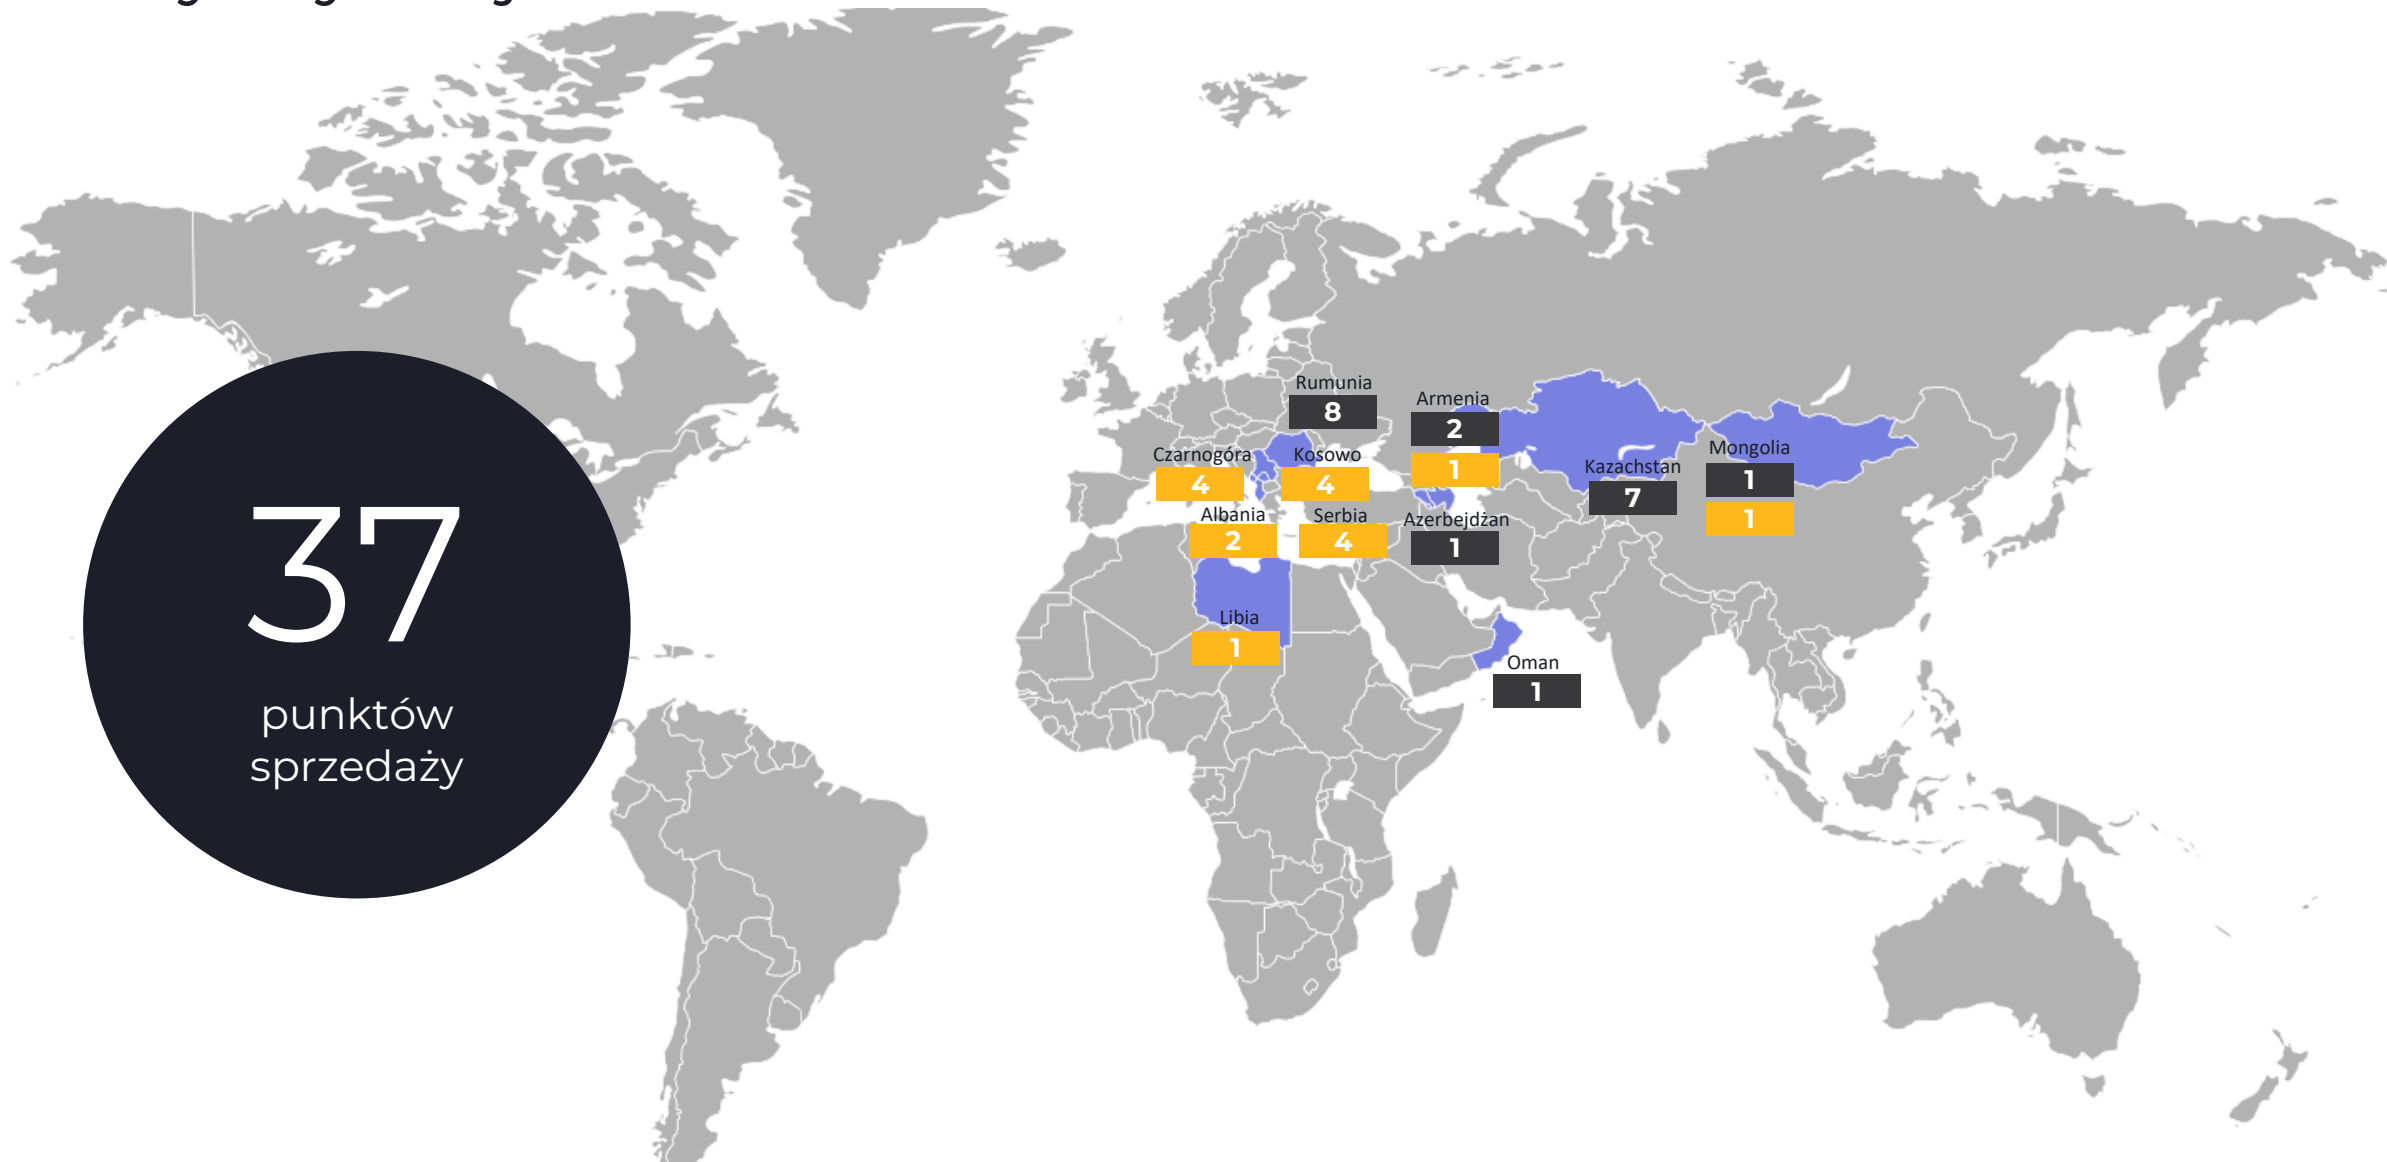 37
punktów
sprzedaży
Rumunia
8
Armenia
2
1
Czarnogóra
4
Kosowo
4
Kazachstan
7
Mongolia
1
1
Albania
2
Serbia
4
Azerbejdżan
1
Libia
1
Oman
1